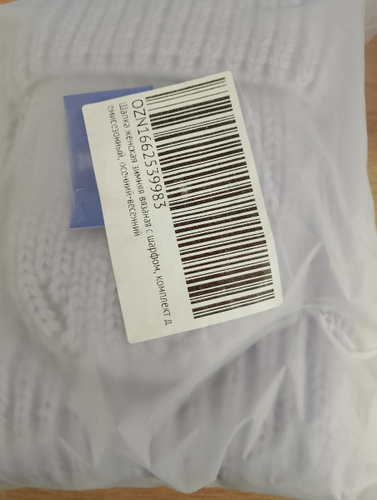 OZN1662539983
Шапка женская зимняя вязаная с шарфом, комплект д
емисезонный, осенний-весенний